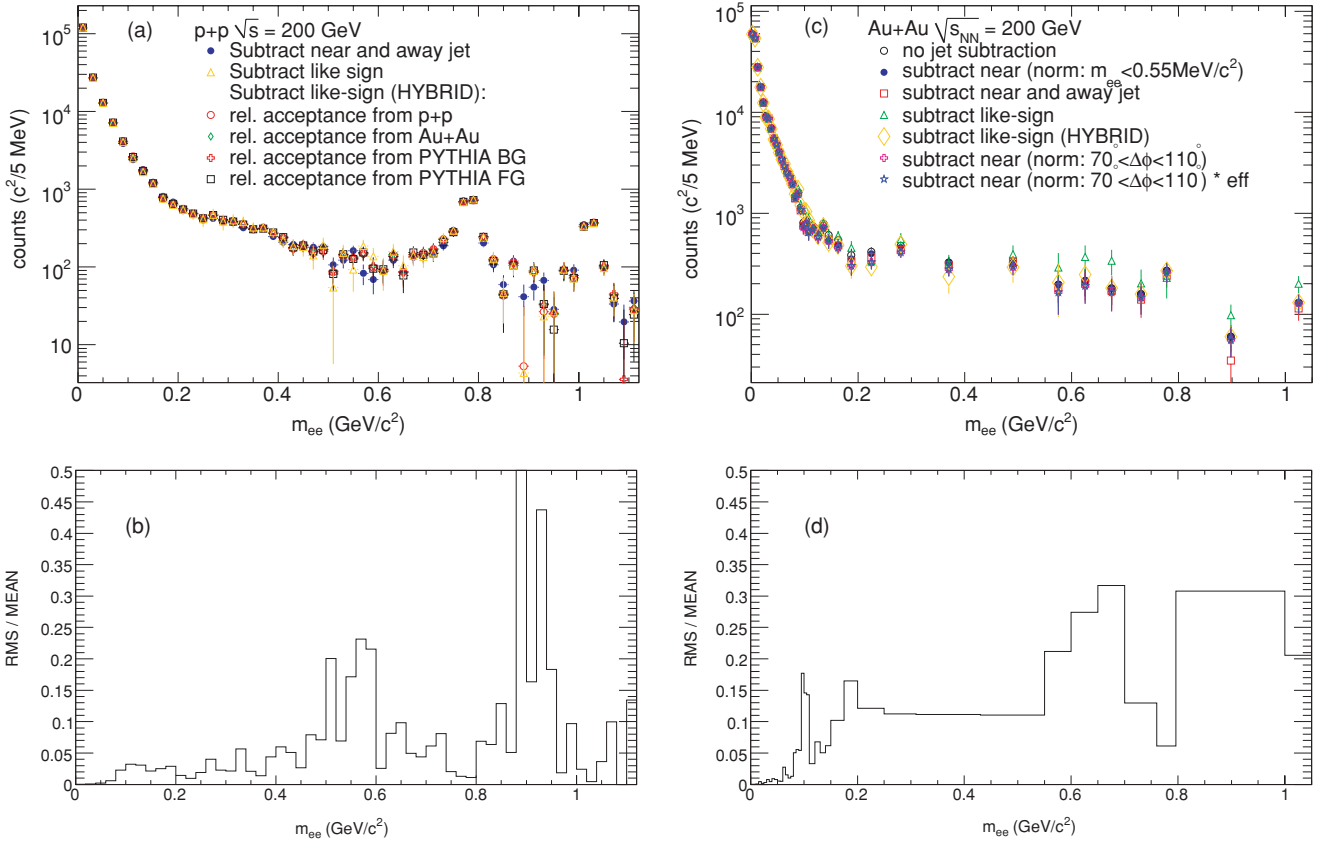 (a)
p+p √s = 200 GeV
Subtract near and away jet
Subtract like sign
Subtract like-sign (HYBRID):
rel. acceptance from p+p
rel. acceptance from Au+Au
rel. acceptance from PYTHIA BG
rel. acceptance from PYTHIA FG
counts (c²/5 MeV)
10⁵
10⁴
10³
10²
10
0 0.2 0.4 0.6 0.8 1
m_ee (GeV/c²)
(c)
Au+Au √s_NN = 200 GeV
no jet subtraction
subtract near (norm: m_ee<0.55MeV/c²)
subtract near and away jet
subtract like-sign
subtract like-sign (HYBRID)
subtract near (norm: 70°<Δφ<110°)
subtract near (norm: 70°<Δφ<110°) * eff
counts (c²/5 MeV)
10⁵
10⁴
10³
10²
0 0.2 0.4 0.6 0.8 1
m_ee (GeV/c²)
(b)
RMS / MEAN
0.5
0.45
0.4
0.35
0.3
0.25
0.2
0.15
0.1
0.05
0
0 0.2 0.4 0.6 0.8 1
m_ee (GeV/c²)
(d)
RMS / MEAN
0.5
0.45
0.4
0.35
0.3
0.25
0.2
0.15
0.1
0.05
0
0 0.2 0.4 0.6 0.8 1
m_ee (GeV/c²)